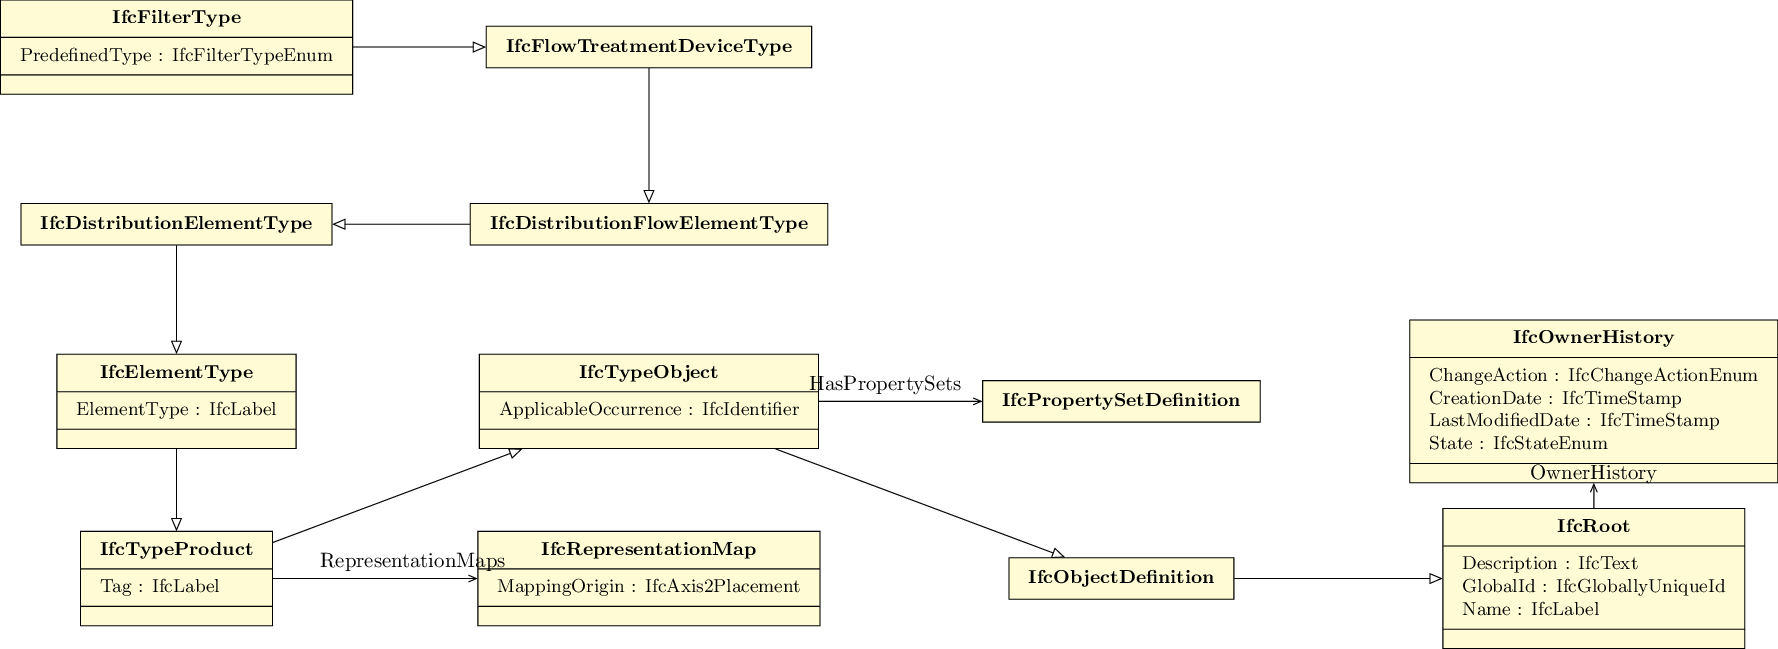 IfcFilterType
PredefinedType : IfcFilterTypeEnum
IfcFlowTreatmentDeviceType
IfcDistributionElementType
IfcDistributionFlowElementType
IfcElementType
ElementType : IfcLabel
IfcTypeObject
ApplicableOccurrence : IfcIdentifier
HasPropertySets
IfcPropertySetDefinition
IfcOwnerHistory
ChangeAction : IfcChangeActionEnum
CreationDate : IfcTimeStamp
LastModifiedDate : IfcTimeStamp
State : IfcStateEnum
OwnerHistory
IfcTypeProduct
Tag : IfcLabel
RepresentationMaps
IfcRepresentationMap
MappingOrigin : IfcAxis2Placement
IfcObjectDefinition
IfcRoot
Description : IfcText
GlobalId : IfcGloballyUniqueId
Name : IfcLabel